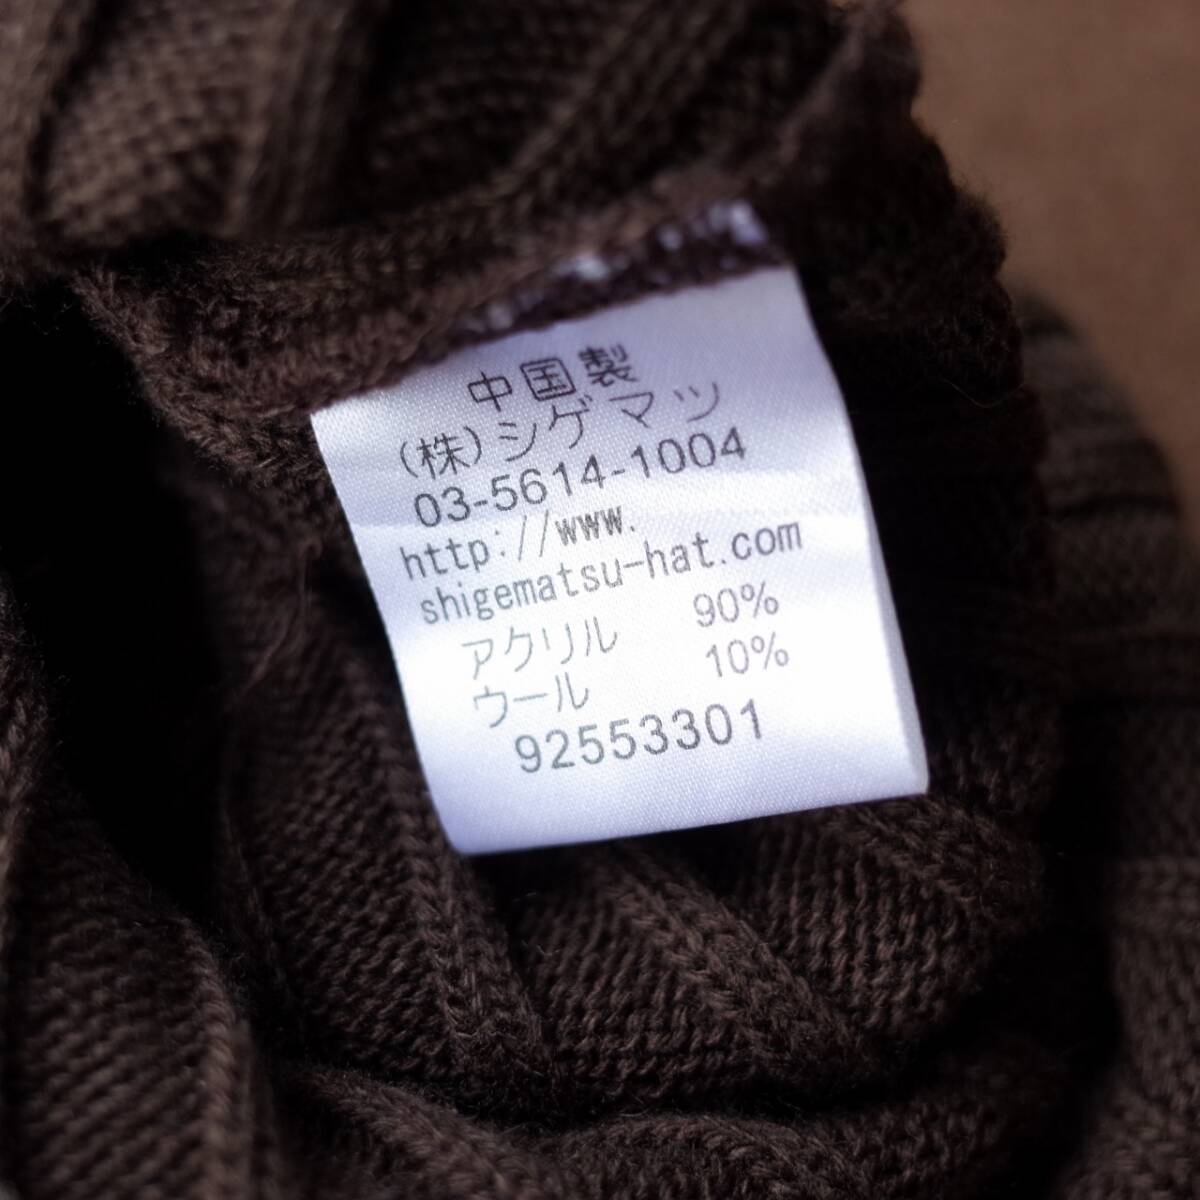 中国製
(株)シゲマツ
03-5614-1004
http://www.
shigematsu-hat.com
アクリル 90%
ウール 10%
92553301